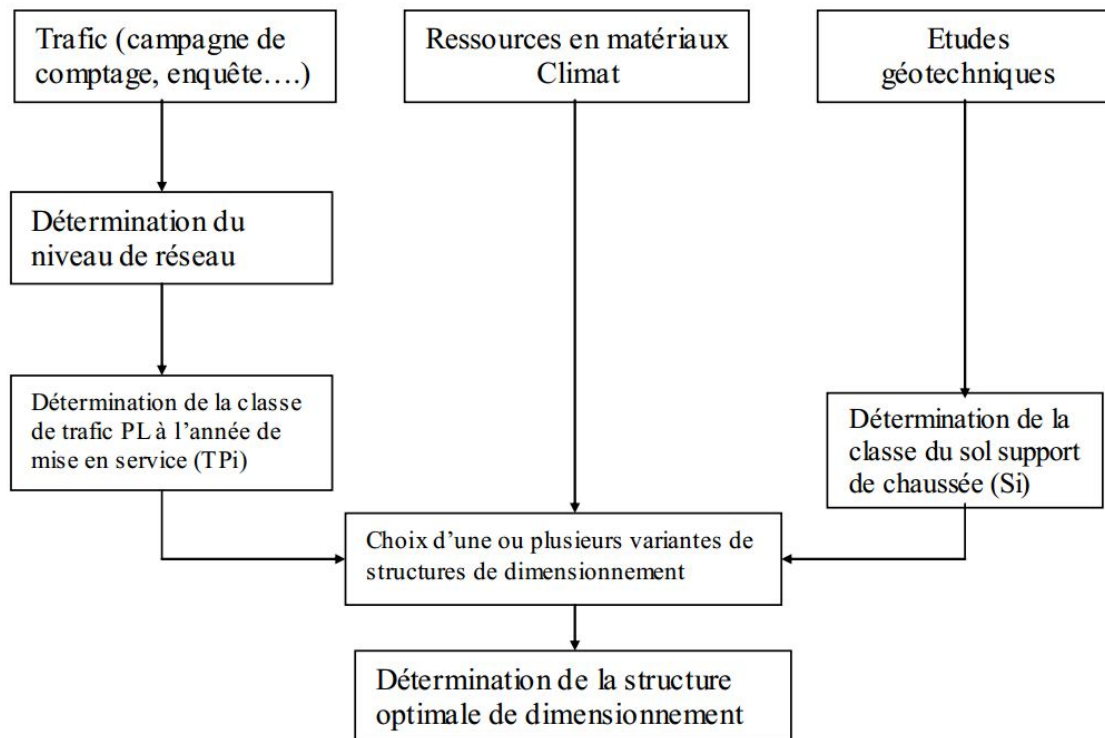 Trafic (campagne de
comptage, enquête….)
Ressources en matériaux
Climat
Etudes
géotechniques
Détermination du
niveau de réseau
Détermination de la classe
de trafic PL à l’année de
mise en service (TPi)
Détermination de la
classe du sol support
de chaussée (Si)
Choix d’une ou plusieurs variantes de
structures de dimensionnement
Détermination de la structure
optimale de dimensionnement